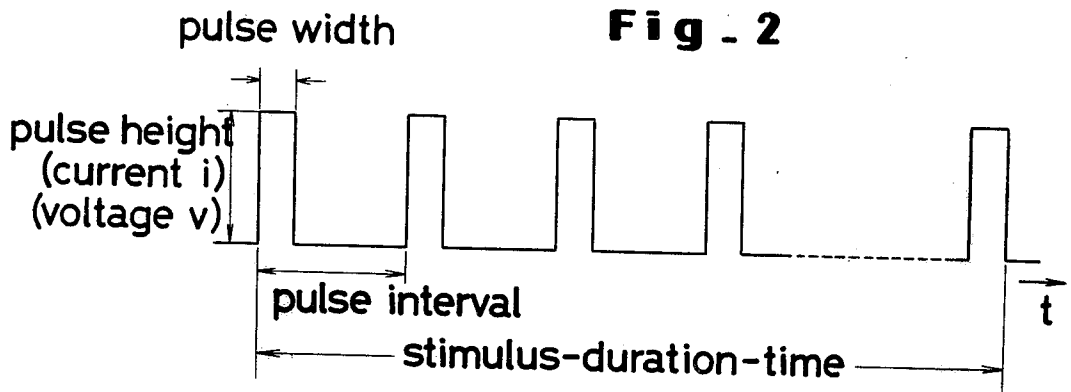 Fig - 2
pulse width
pulse height
(current i)
(voltage v)
pulse interval
t
stimulus-duration-time